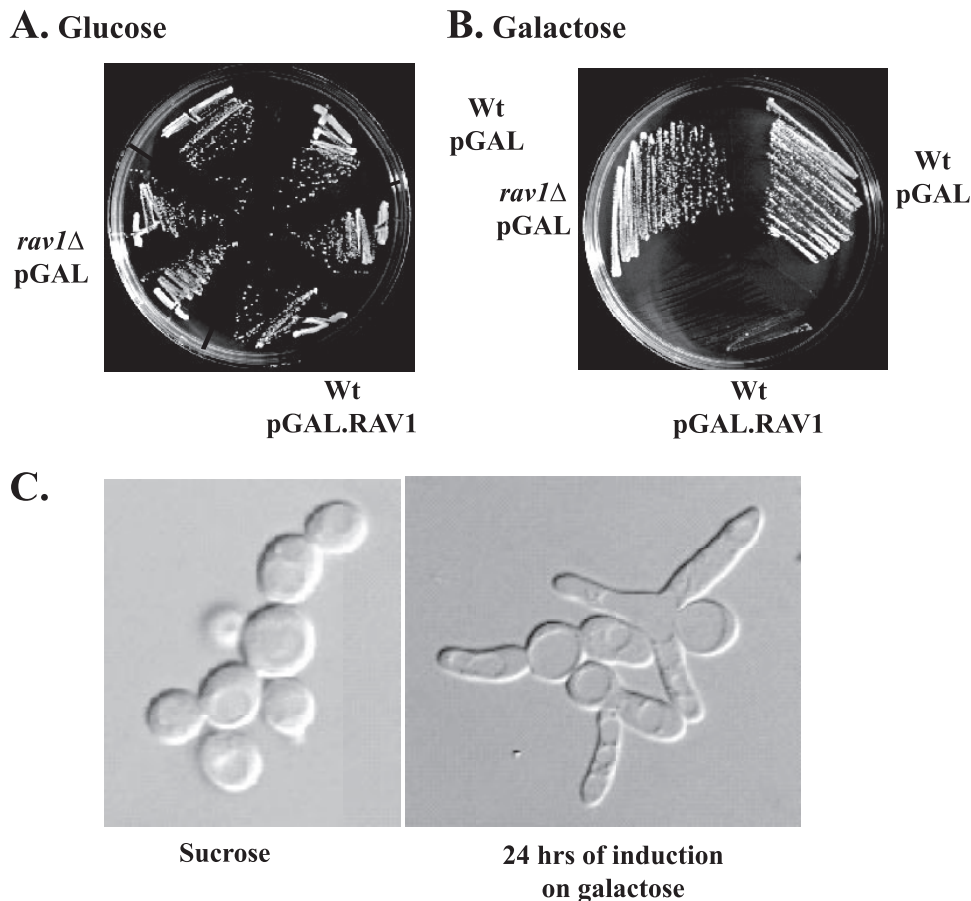 A. Glucose
B. Galactose
Wt
pGAL
rav1Δ
pGAL
Wt
pGAL
rav1Δ
pGAL
Wt
pGAL.RAV1
Wt
pGAL.RAV1
C.
Sucrose
24 hrs of induction
on galactose